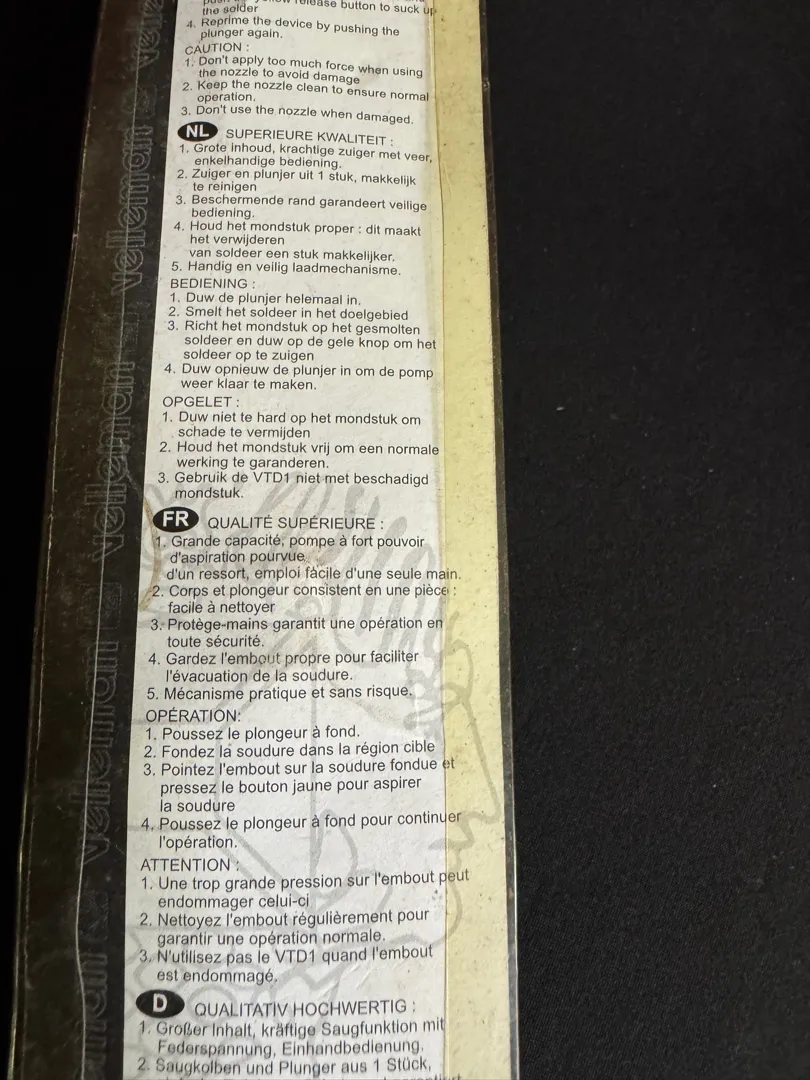 release button to suck up
the solder
4. Reprime the device by pushing the
plunger again.
CAUTION :
1. Don't apply too much force when using
the nozzle to avoid damage
2. Keep the nozzle clean to ensure normal
operation.
3. Don't use the nozzle when damaged.
NL SUPERIEURE KWALITEIT :
1. Grote inhoud, krachtige zuiger met veer,
enkelhandige bediening.
2. Zuiger en plunjer uit 1 stuk, makkelijk
te reinigen
3. Beschermende rand garandeert veilige
bediening.
4. Houd het mondstuk proper : dit maakt
het verwijderen
van soldeer een stuk makkelijker.
5. Handig en veilig laadmechanisme.
BEDIENING :
1. Duw de plunjer helemaal in.
2. Smelt het soldeer in het doelgebied
3. Richt het mondstuk op het gesmolten
soldeer en duw op de gele knop om het
soldeer op te zuigen
4. Duw opnieuw de plunjer in om de pomp
weer klaar te maken.
OPGELET :
1. Duw niet te hard op het mondstuk om
schade te vermijden
2. Houd het mondstuk vrij om een normale
werking te garanderen.
3. Gebruik de VTD1 niet met beschadigd
mondstuk.
FR QUALITÉ SUPÉRIEURE :
1. Grande capacité, pompe à fort pouvoir
d'aspiration pourvue
d'un ressort, emploi facile d'une seule main.
2. Corps et plongeur consistent en une pièce :
facile à nettoyer
3. Protège-mains garantit une opération en
toute sécurité.
4. Gardez l'embout propre pour faciliter
l'évacuation de la soudure.
5. Mécanisme pratique et sans risque.
OPÉRATION:
1. Poussez le plongeur à fond.
2. Fondez la soudure dans la région cible
3. Pointez l'embout sur la soudure fondue et
pressez le bouton jaune pour aspirer
la soudure
4. Poussez le plongeur à fond pour continuer
l'opération.
ATTENTION :
1. Une trop grande pression sur l'embout peut
endommager celui-ci
2. Nettoyez l'embout régulièrement pour
garantir une opération normale.
3. N'utilisez pas le VTD1 quand l'embout
est endommagé.
D QUALITATIV HOCHWERTIG :
1. Großer Inhalt, kräftige Saugfunktion mit
Federspannung, Einhandbedienung.
2. Saugkolben und Plunger aus 1 Stück,
velleman
velleman
velleman
velleman